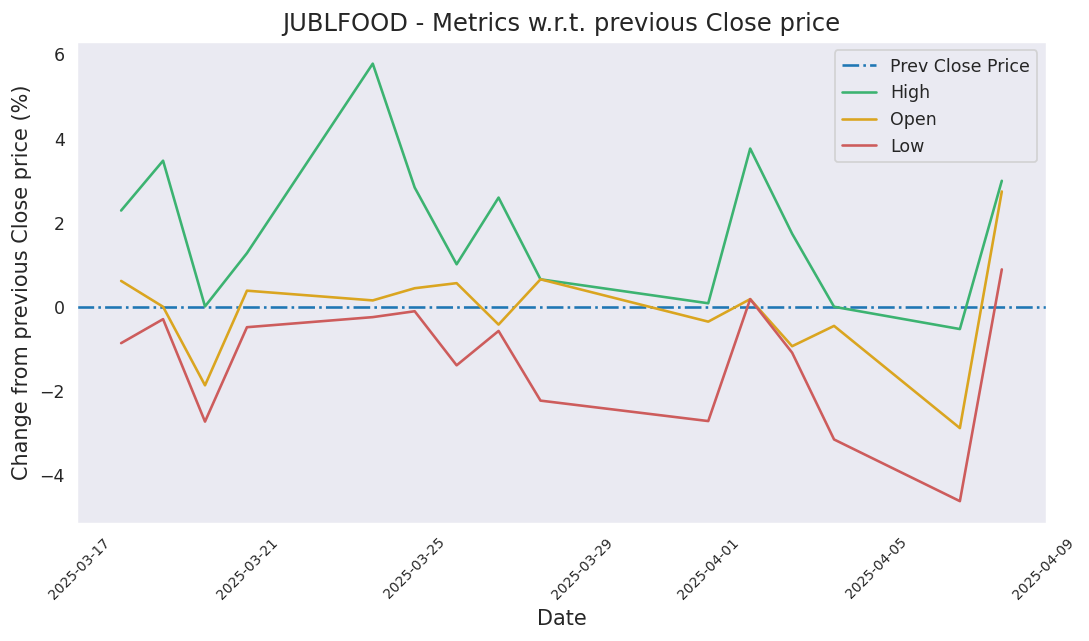 JUBLFOOD - Metrics w.r.t. previous Close price
Change from previous Close price (%)
6
4
2
0
−2
−4
Prev Close Price
High
Open
Low
2025-03-17
2025-03-21
2025-03-25
2025-03-29
2025-04-01
2025-04-05
2025-04-09
Date